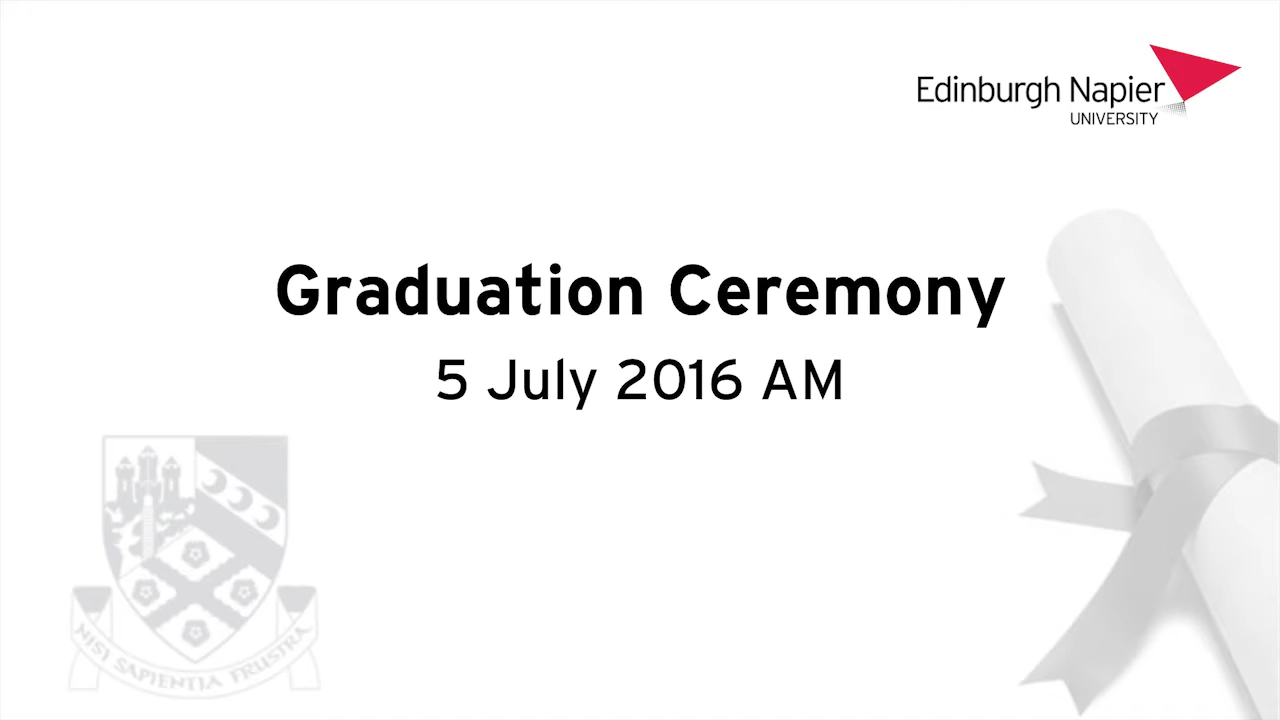 Edinburgh Napier
UNIVERSITY
Graduation Ceremony
5 July 2016 AM
NISI SAPIENTIA FRUSTRA